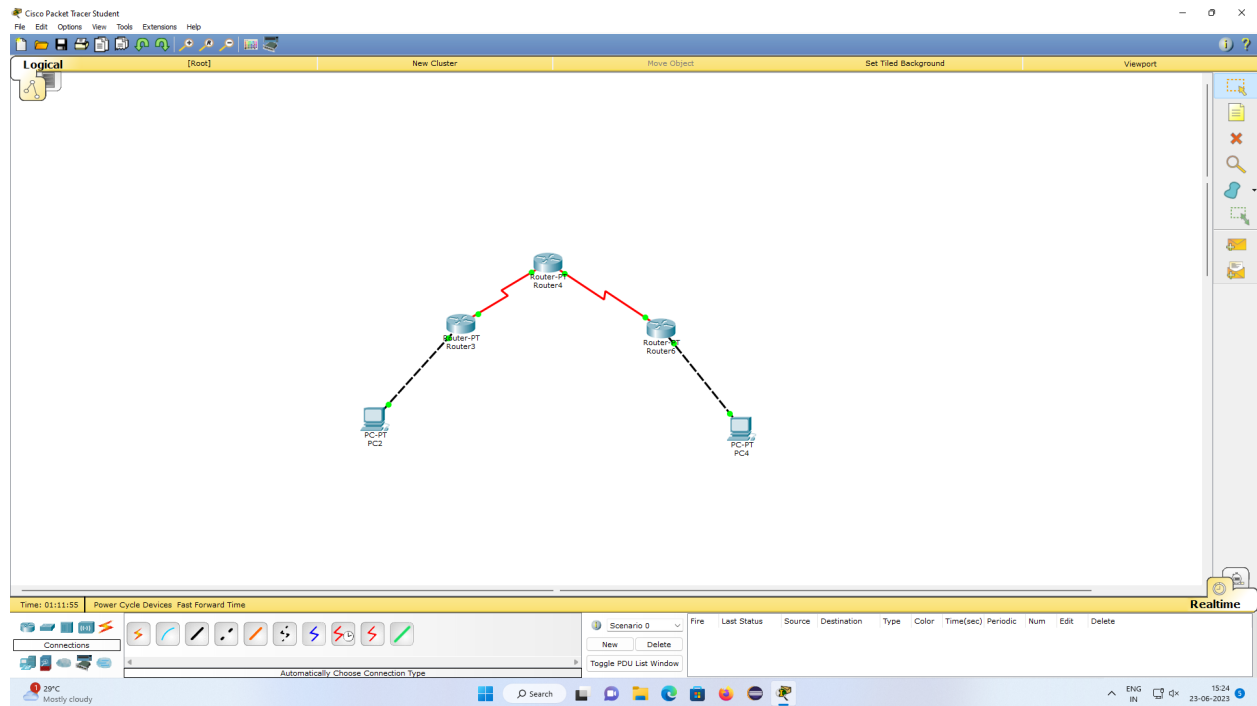 Cisco Packet Tracer Student
File Edit Options View Tools Extensions Help
Logical [Root] New Cluster Move Object Set Tiled Background Viewport
Router-PT
Router4
Router-PT
Router3
Router-PT
Router6
PC-PT
PC2
PC-PT
PC4
Time: 01:11:55 Power Cycle Devices Fast Forward Time Realtime
Connections
Automatically Choose Connection Type
Scenario 0
New Delete
Toggle PDU List Window
Fire Last Status Source Destination Type Color Time(sec) Periodic Num Edit Delete
1 29°C
Mostly cloudy
Search
ENG
IN
15:24
23-06-2023 5